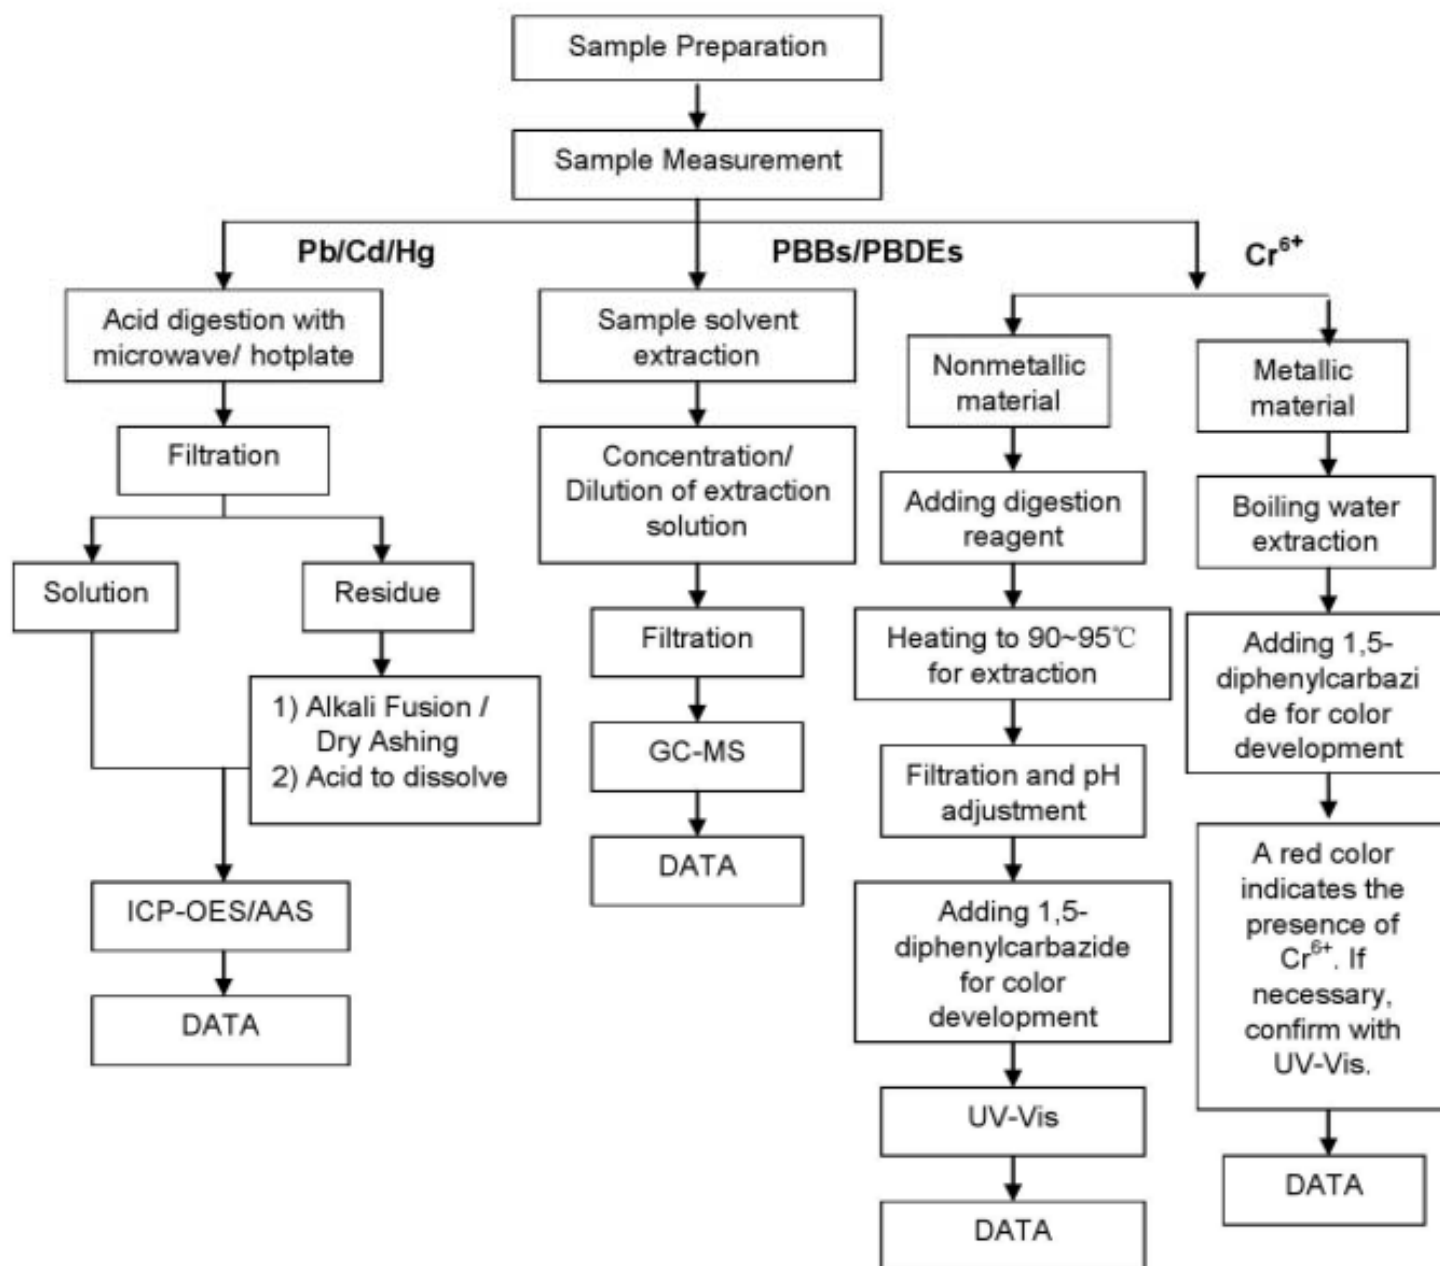 Sample Preparation
Sample Measurement
Pb/Cd/Hg
PBBs/PBDEs
Cr⁶⁺
Acid digestion with
microwave/ hotplate
Filtration
Solution
Residue
1) Alkali Fusion /
Dry Ashing
2) Acid to dissolve
ICP-OES/AAS
DATA
Sample solvent
extraction
Concentration/
Dilution of extraction
solution
Filtration
GC-MS
DATA
Nonmetallic
material
Adding digestion
reagent
Heating to 90~95℃
for extraction
Filtration and pH
adjustment
Adding 1,5-
diphenylcarbazide
for color
development
UV-Vis
DATA
Metallic
material
Boiling water
extraction
Adding 1,5-
diphenylcarbazi
de for color
development
A red color
indicates the
presence of
Cr⁶⁺. If
necessary,
confirm with
UV-Vis.
DATA